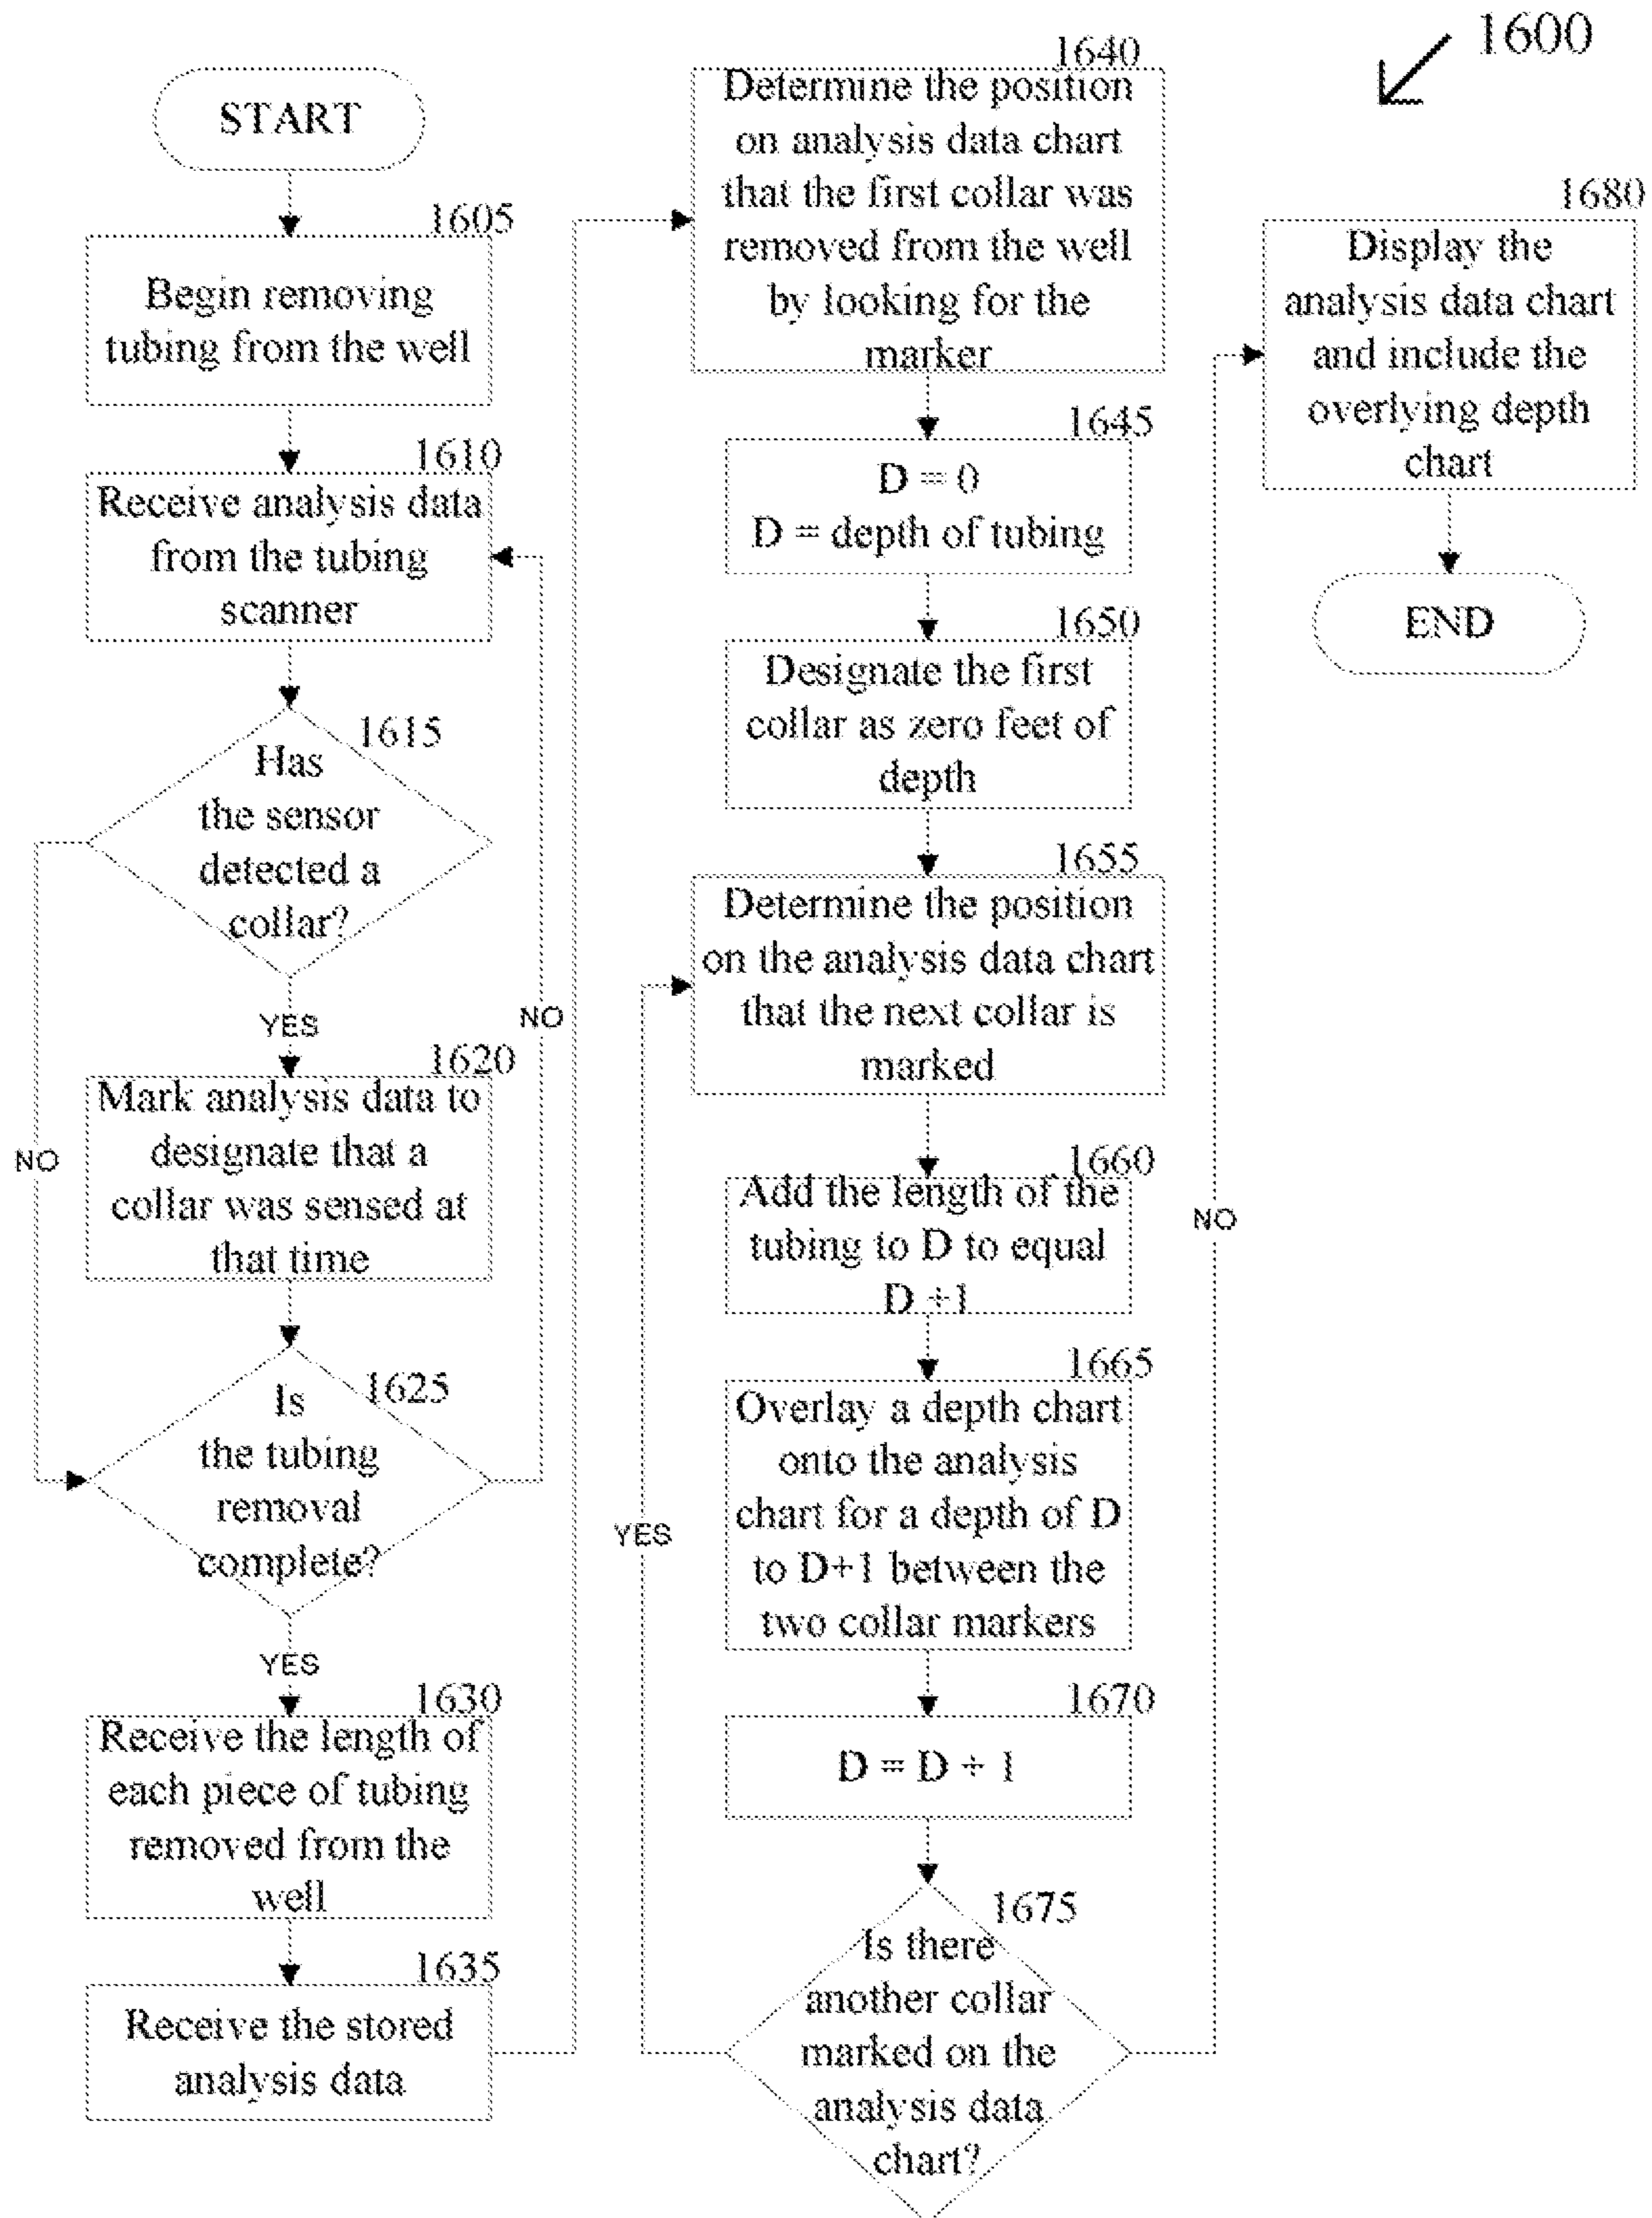 1600
START
1605
Begin removing
tubing from the well
1610
Receive analysis data
from the tubing
scanner
1615
Has
the sensor
detected a
collar?
YES
NO
NO
1620
Mark analysis data to
designate that a
collar was sensed at
that time
1625
Is
the tubing
removal
complete?
YES
1630
Receive the length of
each piece of tubing
removed from the
well
1635
Receive the stored
analysis data
1640
Determine the position
on analysis data chart
that the first collar was
removed from the well
by looking for the
marker
1645
D = 0
D = depth of tubing
1650
Designate the first
collar as zero feet of
depth
1655
Determine the position
on the analysis data chart
that the next collar is
marked
1660
Add the length of the
tubing to D to equal
D +1
1665
Overlay a depth chart
onto the analysis
chart for a depth of D
to D+1 between the
two collar markers
YES
1670
D = D + 1
1675
Is there
another collar
marked on the
analysis data
chart?
NO
1680
Display the
analysis data chart
and include the
overlying depth
chart
END